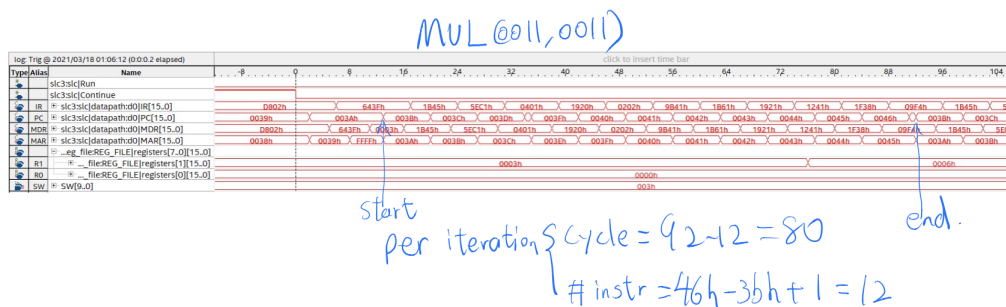 MUL(0011,0011)
log: Trig @ 2021/03/18 01:06:12 (0:0:0.2 elapsed) click to insert time bar
Type Alias Name -8 0 8 16 24 32 40 48 56 64 72 80 88 96 104
slc3:slc|Run
slc3:slc|Continue
IR slc3:slc|datapath:d0|IR[15..0] D802h 643Fh 1B45h 5EC1h 0401h 1920h 0202h 9B41h 1B61h 1921h 1241h 1F38h 09F4h 1B45h
PC slc3:slc|datapath:d0|PC[15..0] 0039h 003Ah 003Bh 003Ch 003Dh 003Fh 0040h 0041h 0042h 0043h 0044h 0045h 0046h 003Bh 003Ch
MDR slc3:slc|datapath:d0|MDR[15..0] D802h 643Fh 0003h 1B45h 5EC1h 0401h 1920h 0202h 9B41h 1B61h 1921h 1241h 1F38h 09F4h 1B45h 5E
MAR slc3:slc|datapath:d0|MAR[15..0] 0038h 0039h FFFFh 003Ah 003Bh 003Ch 003Eh 003Fh 0040h 0041h 0042h 0043h 0044h 0045h 003Ah 003Bh
...eg_file:REG_FILE|registers[7..0][15..0]
R1 ..._file:REG_FILE|registers[1][15..0] 0003h 0006h
R0 ..._file:REG_FILE|registers[0][15..0] 0000h
SW SW[9..0] 003h
start end.
per iteration { cycle = 92-12 = 80
# instr = 46h-3bh+1 = 12